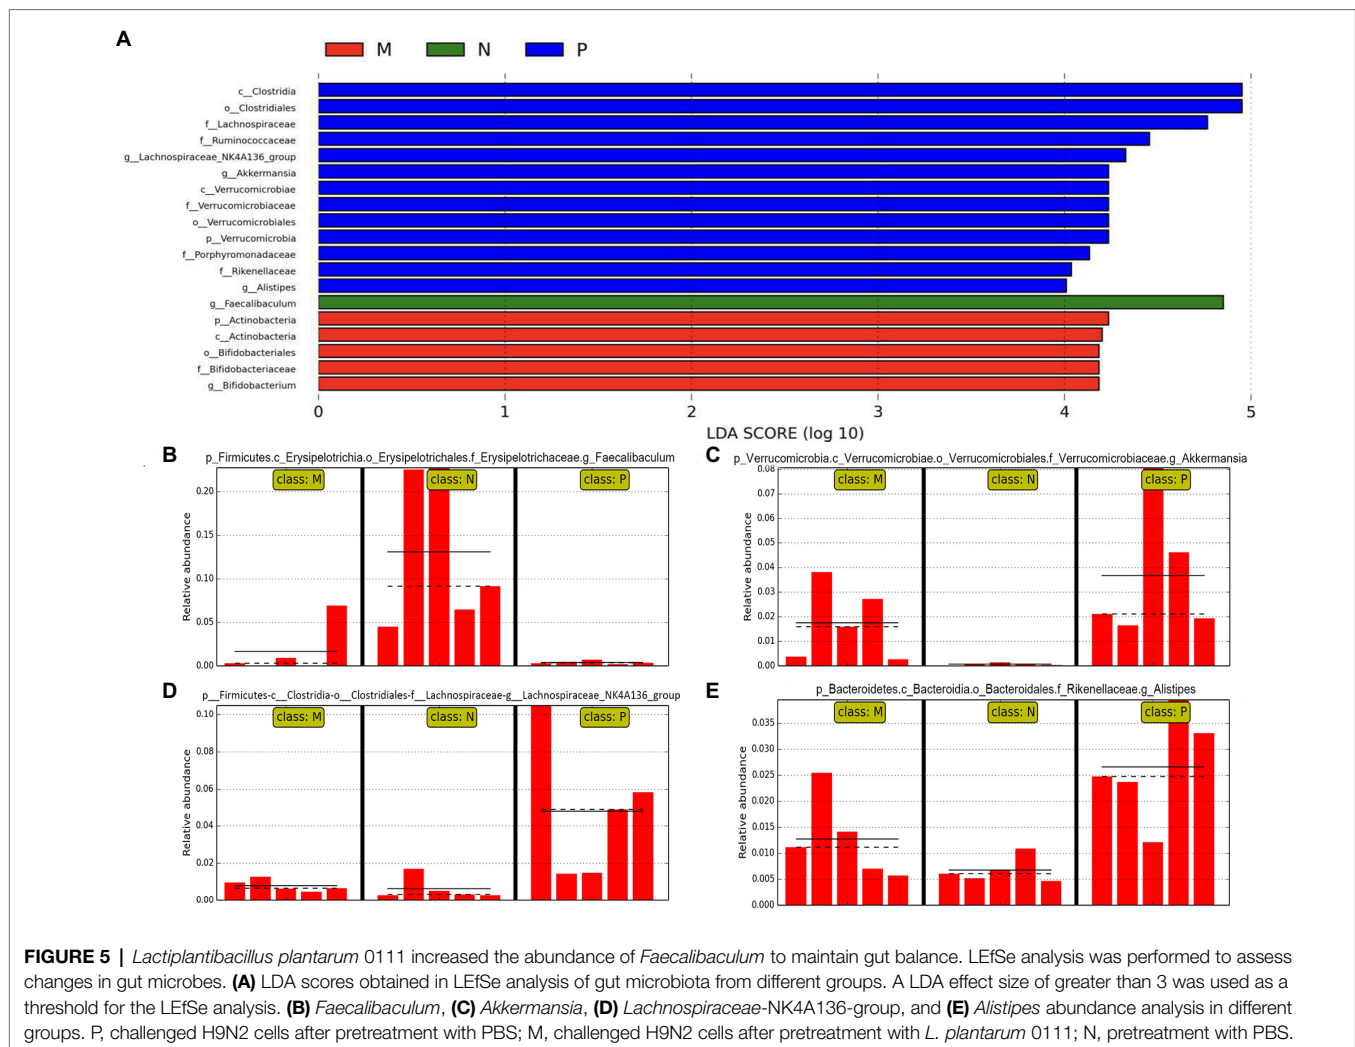 A
M N P
c__Clostridia
o__Clostridiales
f__Lachnospiraceae
f__Ruminococcaceae
g__Lachnospiraceae_NK4A136_group
g__Akkermansia
c__Verrucomicrobiae
f__Verrucomicrobiaceae
o__Verrucomicrobiales
p__Verrucomicrobia
f__Porphyromonadaceae
f__Rikenellaceae
g__Alistipes
g__Faecalibaculum
p__Actinobacteria
c__Actinobacteria
o__Bifidobacteriales
f__Bifidobacteriaceae
g__Bifidobacterium
0 1 2 3 4 5
LDA SCORE (log 10)
B
p_Firmicutes.c_Erysipelotrichia.o_Erysipelotrichales.f_Erysipelotrichaceae.g_Faecalibaculum
class: M class: N class: P
Relative abundance
0.20
0.15
0.10
0.05
0.00
C
p_Verrucomicrobia.c_Verrucomicrobiae.o_Verrucomicrobiales.f_Verrucomicrobiaceae.g_Akkermansia
class: M class: N class: P
Relative abundance
0.08
0.07
0.06
0.05
0.04
0.03
0.02
0.01
0.00
D
p__Firmicutes-c__Clostridia-o__Clostridiales-f__Lachnospiraceae-g__Lachnospiraceae_NK4A136_group
class: M class: N class: P
Relative abundance
0.10
0.08
0.06
0.04
0.02
0.00
E
p_Bacteroidetes.c_Bacteroidia.o_Bacteroidales.f_Rikenellaceae.g_Alistipes
class: M class: N class: P
Relative abundance
0.035
0.030
0.025
0.020
0.015
0.010
0.005
0.000
FIGURE 5 | Lactiplantibacillus plantarum 0111 increased the abundance of Faecalibaculum to maintain gut balance. LEfSe analysis was performed to assess
changes in gut microbes. (A) LDA scores obtained in LEfSe analysis of gut microbiota from different groups. A LDA effect size of greater than 3 was used as a
threshold for the LEfSe analysis. (B) Faecalibaculum, (C) Akkermansia, (D) Lachnospiraceae-NK4A136-group, and (E) Alistipes abundance analysis in different
groups. P, challenged H9N2 cells after pretreatment with PBS; M, challenged H9N2 cells after pretreatment with L. plantarum 0111; N, pretreatment with PBS.